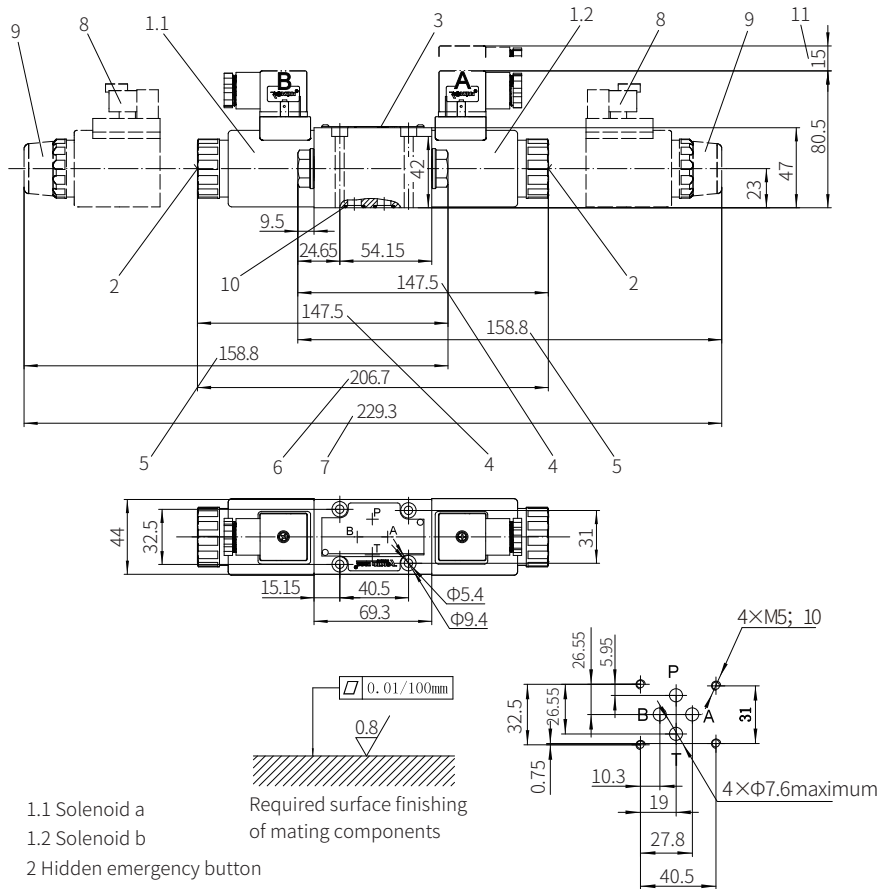 9
8
1.1
3
1.2
8
9
11
B
A
15
80.5
47
42
23
9.5
24.65
54.15
2
10
147.5
2
147.5
158.8
158.8
206.7
229.3
5
6
7
4
4
5
44
32.5
P
B
A
T
31
15.15
40.5
Φ5.4
69.3
Φ9.4
4×M5; 10
26.55
5.95
P
32.5
26.55
B
A
31
T
0.75
10.3
4×Φ7.6maximum
19
27.8
40.5
0.01/100mm
0.8
Required surface finishing
of mating components
1.1 Solenoid a
1.2 Solenoid b
2 Hidden emergency button